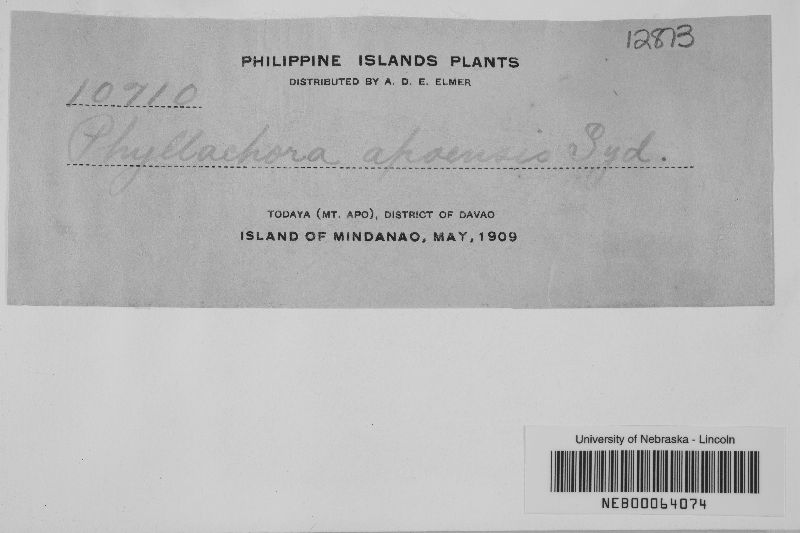 12873
PHILIPPINE ISLANDS PLANTS
DISTRIBUTED BY A. D. E. ELMER
10710
Phyllachora apoensis Syd.
TODAYA (MT. APO), DISTRICT OF DAVAO
ISLAND OF MINDANAO, MAY, 1909
University of Nebraska - Lincoln
NEB00064074